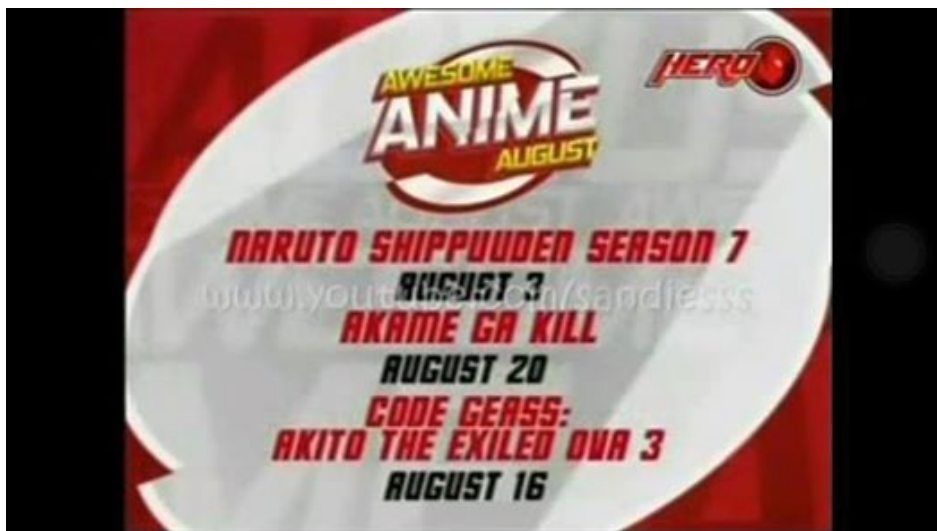 AWESOME
ANIME
AUGUST
HERO
NARUTO SHIPPUUDEN SEASON 7
AUGUST 3
www.youtube.com/sapdiesss
AKAME GA KILL
AUGUST 20
CODE GEASS:
AKITO THE EXILED OVA 3
AUGUST 16